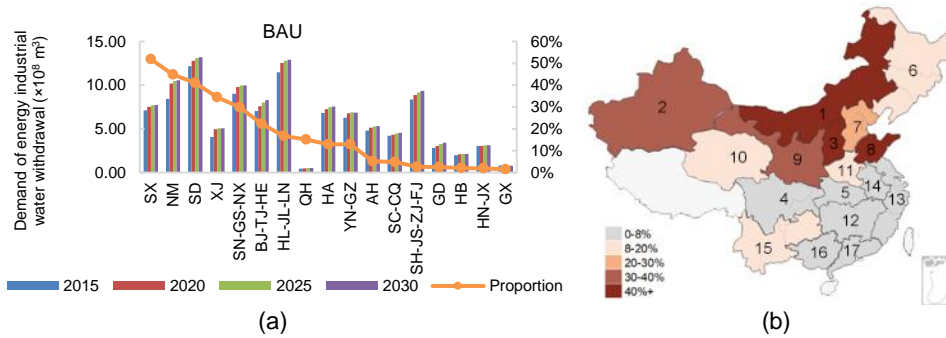 BAU
Demand of energy industrial
water withdrawal (×10⁸ m³)
15.00
10.00
5.00
0.00
60%
50%
40%
30%
20%
10%
0%
SX
NM
SD
XJ
SN-GS-NX
BJ-TJ-HE
HL-JL-LN
QH
HA
YN-GZ
AH
SC-CQ
SH-JS-ZJ-FJ
GD
HB
HN-JX
GX
2015 2020 2025 2030 Proportion
(a)
6
2
1
7
3
8
10
9
11
14
5
4
13
12
15
16
17
0-8%
8-20%
20-30%
30-40%
40%+
(b)